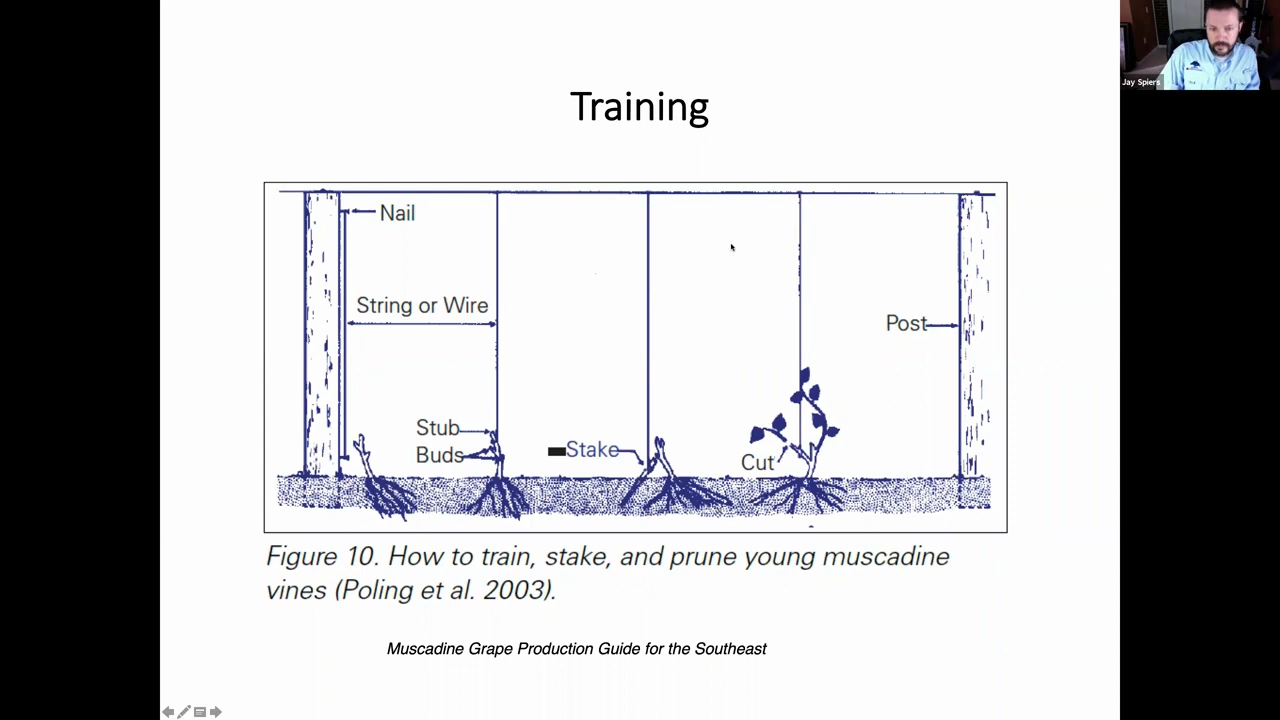 Jay Spiers
Training
Nail
String or Wire
Post
Stub
Buds
Stake
Cut
Figure 10. How to train, stake, and prune young muscadine
vines (Poling et al. 2003).
Muscadine Grape Production Guide for the Southeast